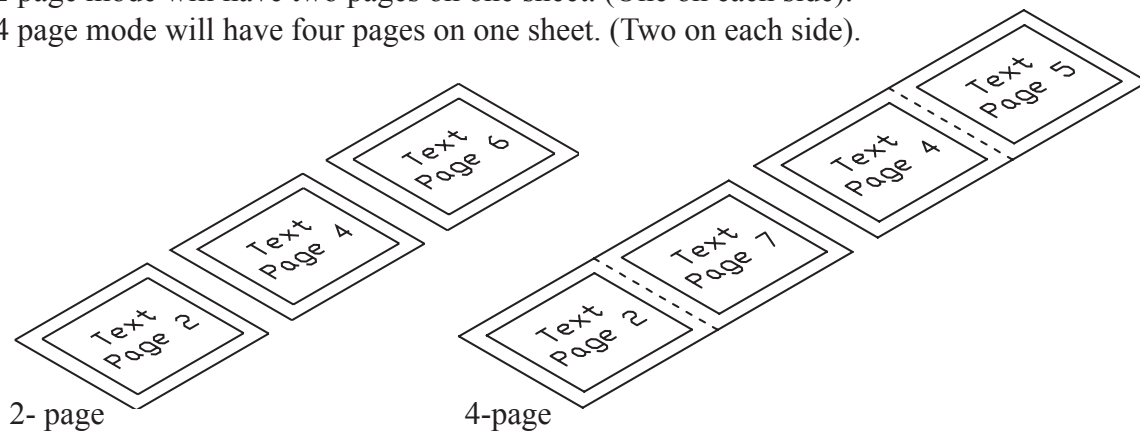 page mode will have two pages on one sheet. (One on each side).
4 page mode will have four pages on one sheet. (Two on each side).
Text
Page 2
Text
Page 4
Text
Page 6
Text
Page 2
Text
Page 7
Text
Page 4
Text
Page 5
2- page
4-page